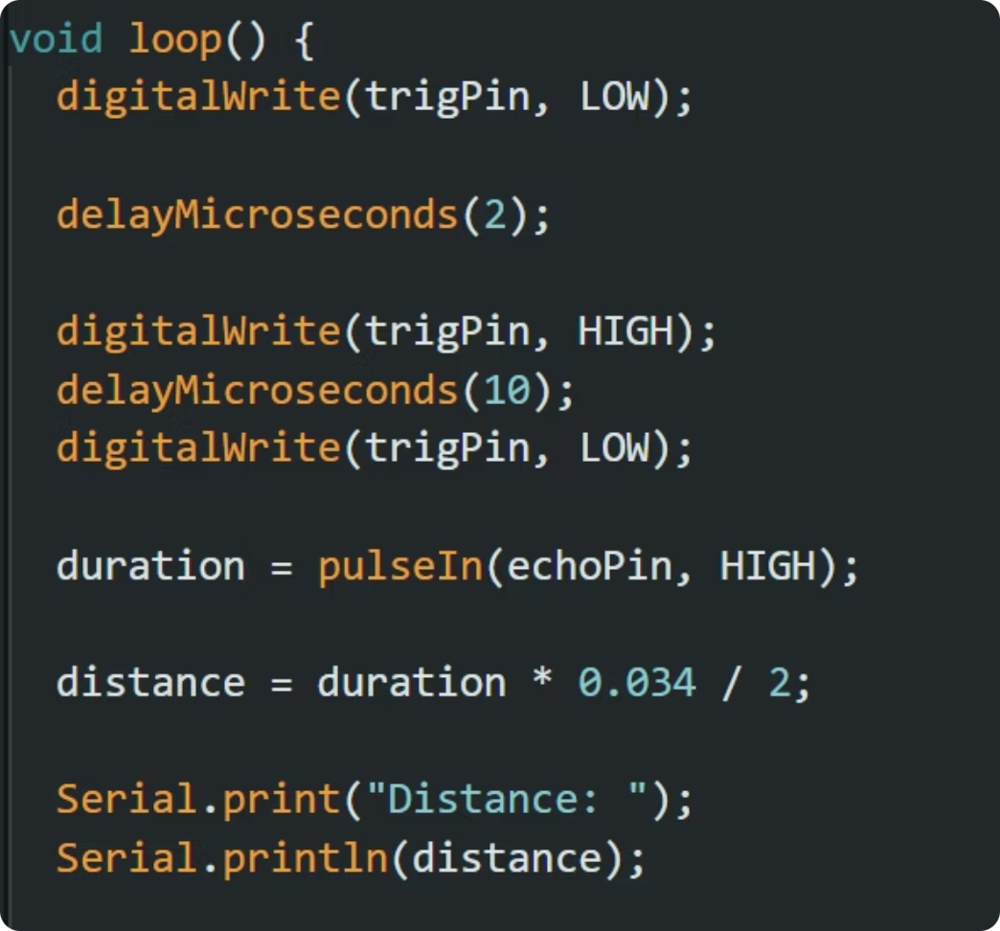 void loop() {
  digitalWrite(trigPin, LOW);
  delayMicroseconds(2);
  digitalWrite(trigPin, HIGH);
  delayMicroseconds(10);
  digitalWrite(trigPin, LOW);
  duration = pulseIn(echoPin, HIGH);
  distance = duration * 0.034 / 2;
  Serial.print("Distance: ");
  Serial.println(distance);